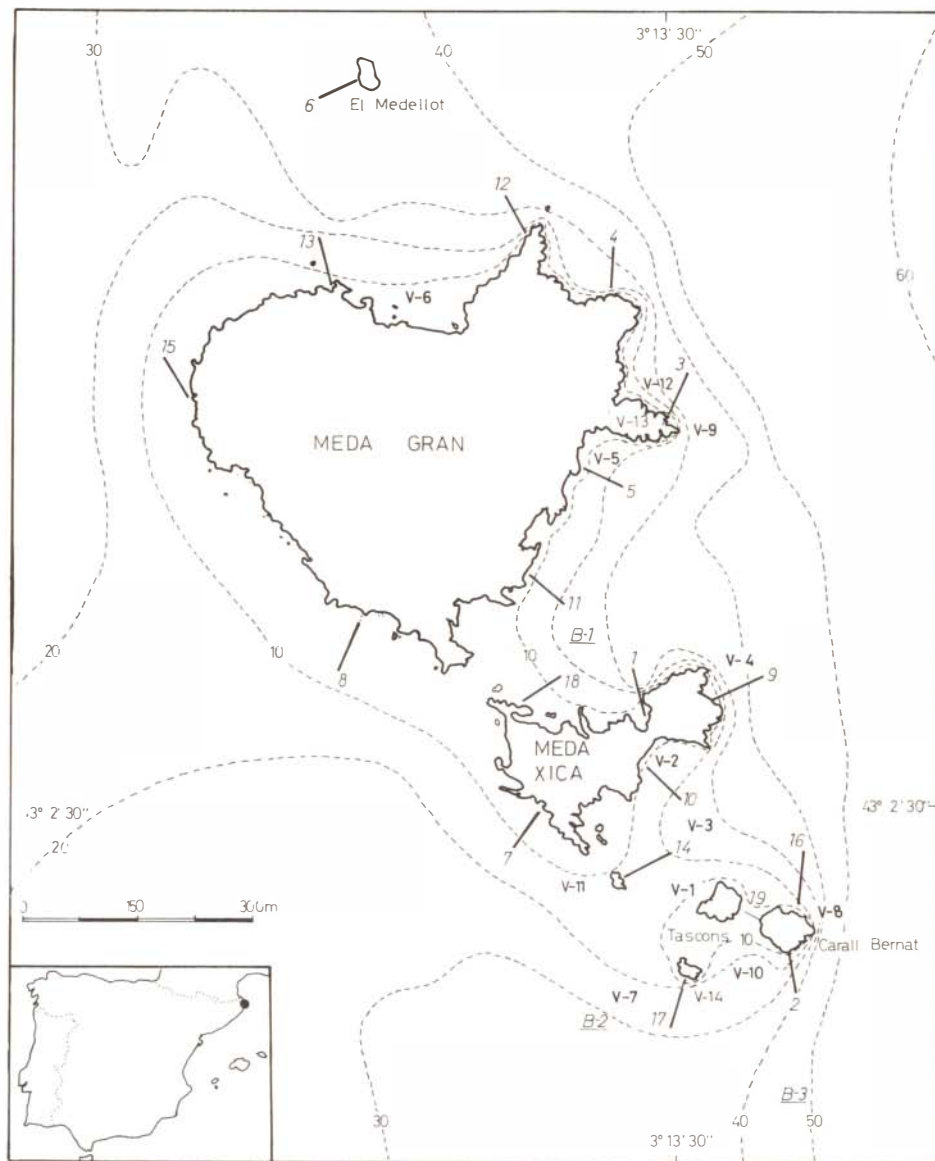 3° 13' 30''
30
40
50
6
El Medellot
12
13
4
V-6
60
15
3
V-12
V-13
V-9
MEDA GRAN
V-5
5
11
B-1
20
10
10
1
V-4
8
18
9
MEDA
XICA
V-2
10
43° 2' 30''
43° 2' 30''
V-3
20
7
14
16
V-11
V-1
19
V-8
0 150 300m
Tascons
10
Carall Bernat
V-10
V-7
V-14
B-2
17
2
B-3
30
40
50
3° 13' 30''